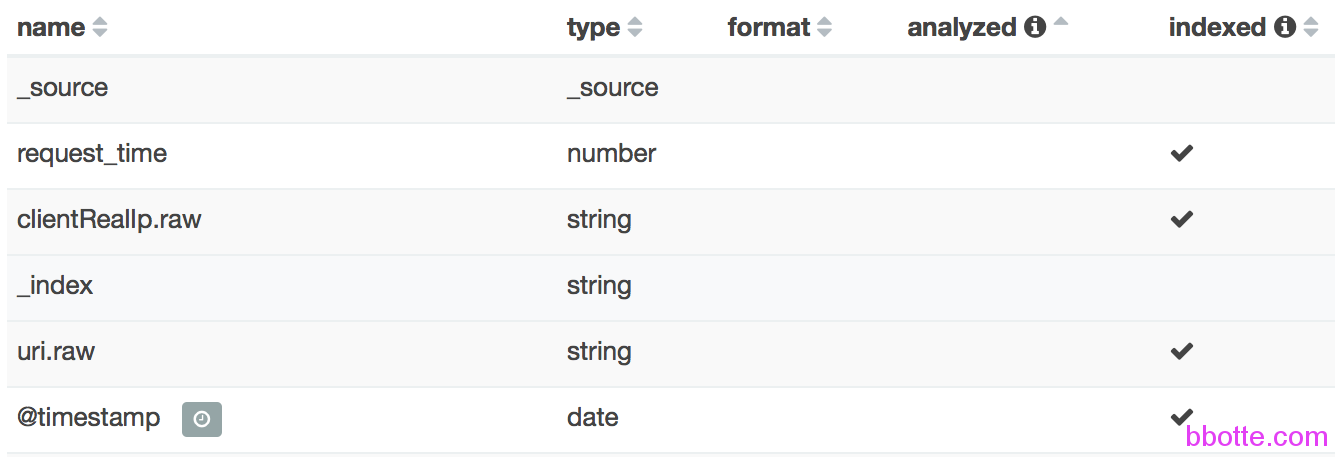 name type format analyzed indexed
_source _source
request_time number
clientRealIp.raw string
_index string
uri.raw string
@timestamp date
bbotte.com